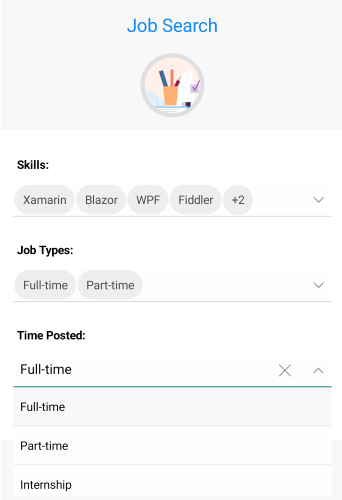 Job Search
Skills:
Xamarin Blazor WPF Fiddler +2
Job Types:
Full-time Part-time
Time Posted:
Full-time
Full-time
Part-time
Internship